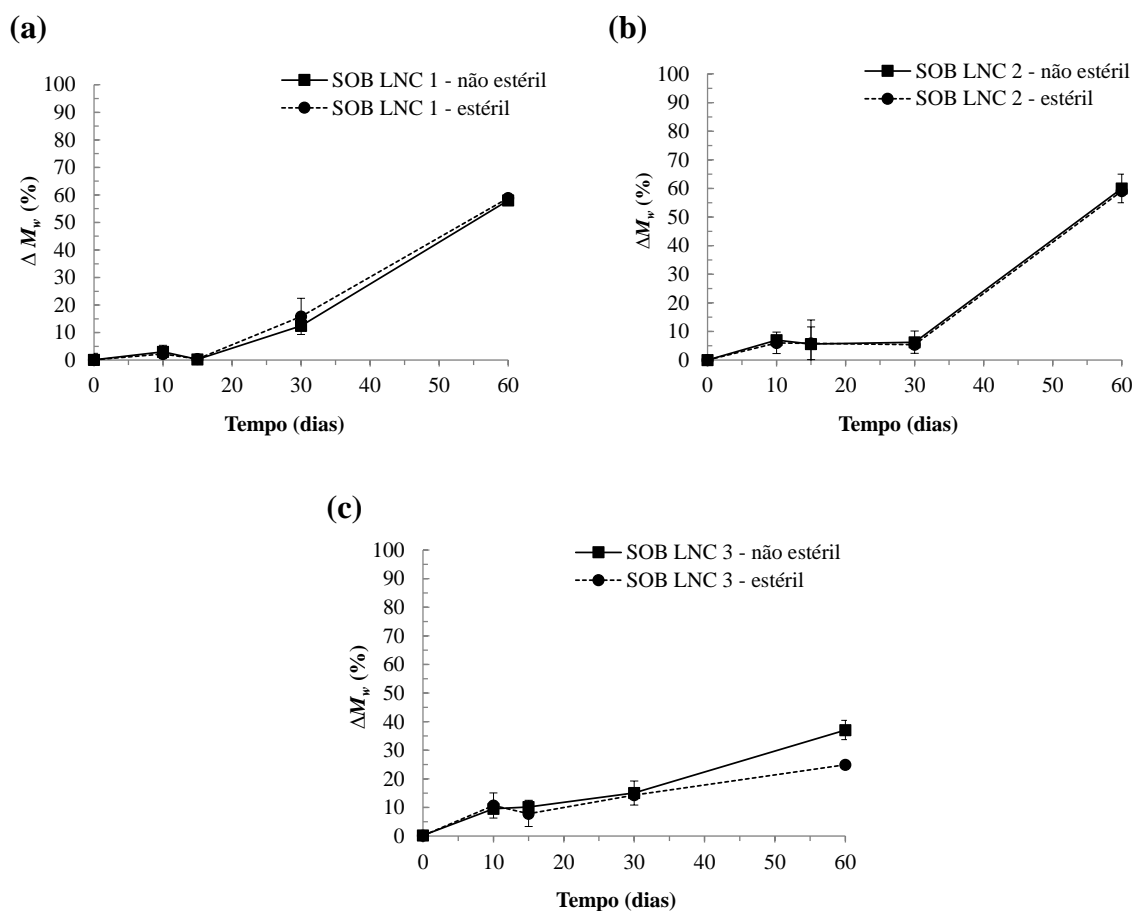 (a)
SOB LNC 1 - não estéril
SOB LNC 1 - estéril
100
90
80
70
60
50
40
30
20
10
0
Δ Mw (%)
0 10 20 30 40 50 60
Tempo (dias)
(b)
SOB LNC 2 - não estéril
SOB LNC 2 - estéril
100
90
80
70
60
50
40
30
20
10
0
ΔMw (%)
0 10 20 30 40 50 60
Tempo (dias)
(c)
SOB LNC 3 - não estéril
SOB LNC 3 - estéril
100
90
80
70
60
50
40
30
20
10
0
ΔMw (%)
0 10 20 30 40 50 60
Tempo (dias)